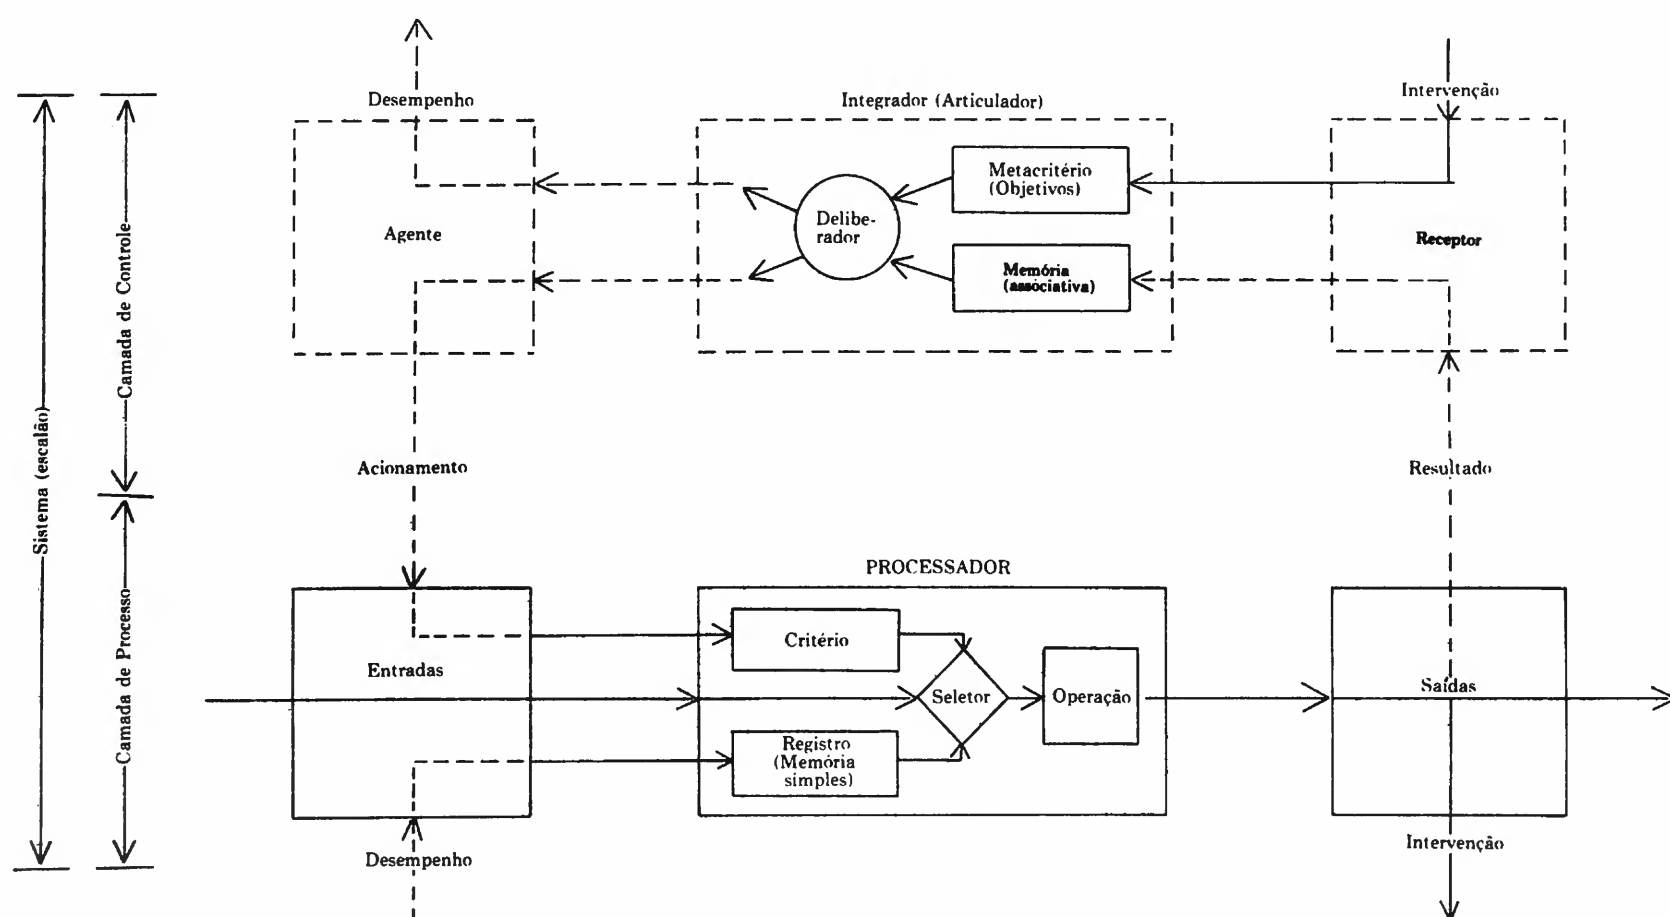 Desempenho
Integrador (Articulador)
Intervenção
Metacritério
(Objetivos)
Delibe-
rador
Agente
Receptor
Memória
(associativa)
Camada de Controle
Sistema (escalão)
Acionamento
Resultado
PROCESSADOR
Camada de Processo
Critério
Entradas
Seletor
Operação
Saídas
Registro
(Memória
simples)
Desempenho
Intervenção